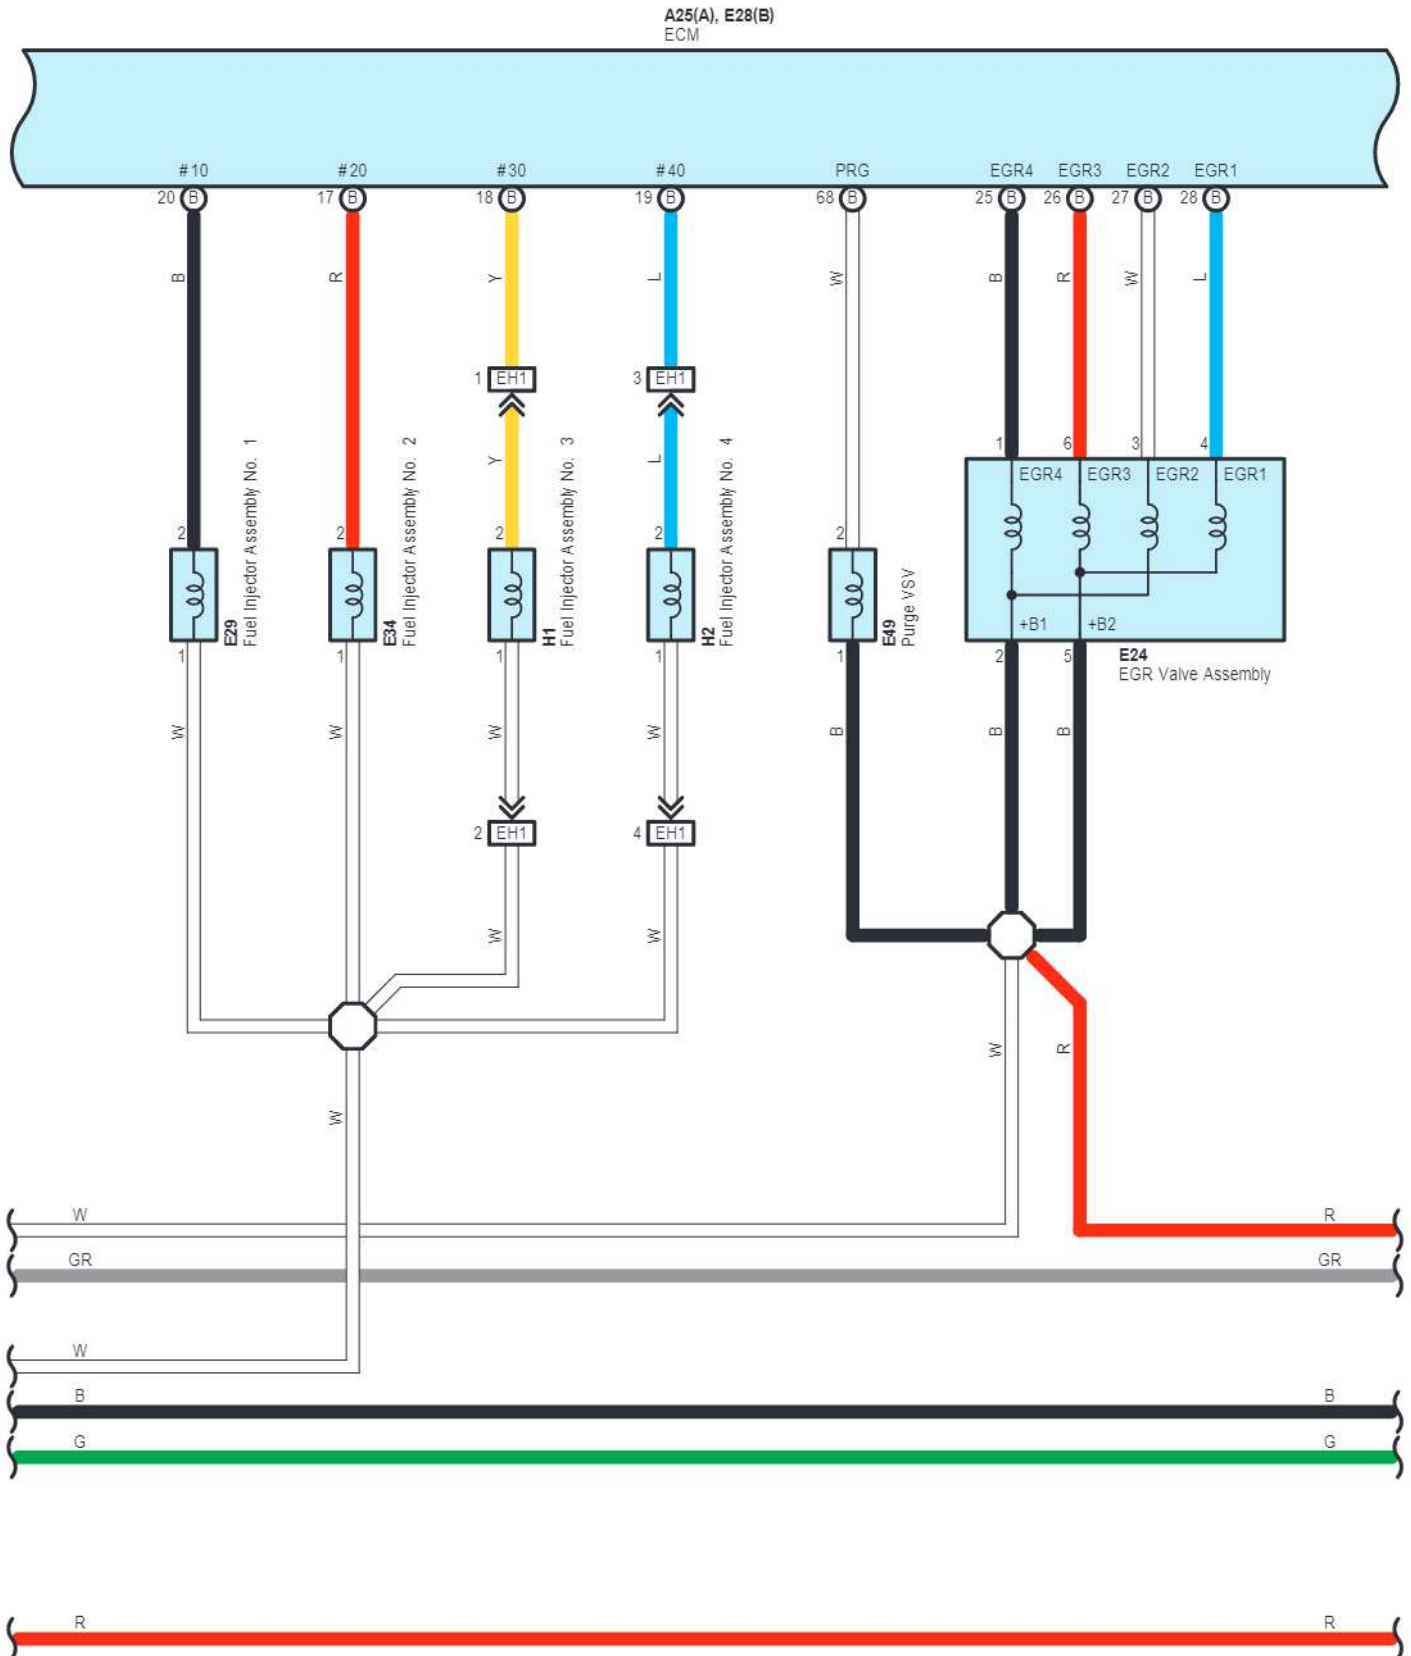 A25(A), E28(B)
ECM
#10 #20 #30 #40 PRG EGR4 EGR3 EGR2 EGR1
20 B 17 B 18 B 19 B 68 B 25 B 26 B 27 B 28 B
B R Y L W B R W L
1 EH1 3 EH1
Y L
1 6 3 4
EGR4 EGR3 EGR2 EGR1
2 2 2 2 2
E29
Fuel Injector Assembly No. 1
E34
Fuel Injector Assembly No. 2
H1
Fuel Injector Assembly No. 3
H2
Fuel Injector Assembly No. 4
E49
Purge VSV
+B1 +B2
1 1 1 1 1 2 5
E24
EGR Valve Assembly
W W W W B B B
2 EH1 4 EH1
W W
W R
W
W R
GR GR
W
B B
G G
R R